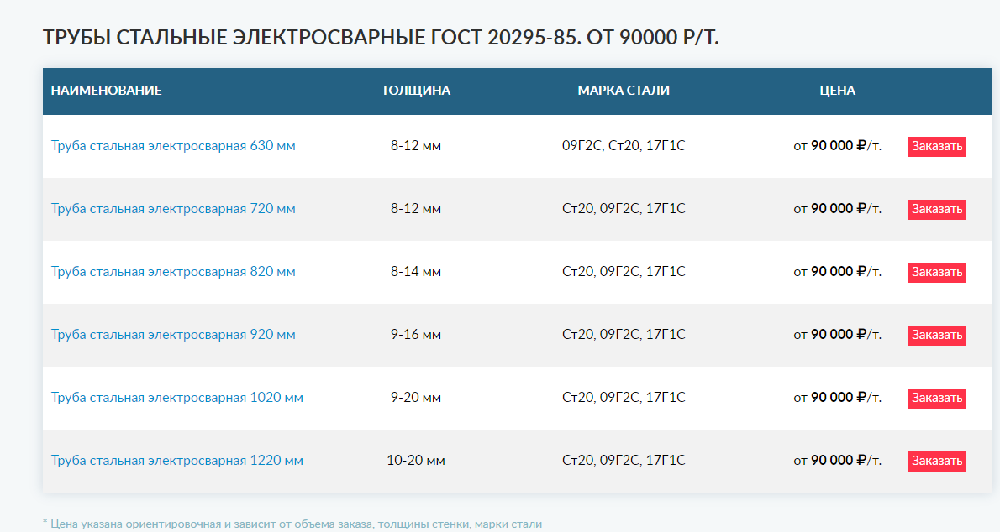 ТРУБЫ СТАЛЬНЫЕ ЭЛЕКТРОСВАРНЫЕ ГОСТ 20295-85. ОТ 90000 Р/Т.
НАИМЕНОВАНИЕ ТОЛЩИНА МАРКА СТАЛИ ЦЕНА
Труба стальная электросварная 630 мм 8-12 мм 09Г2С, Ст20, 17Г1С от 90 000 ₽/т. Заказать
Труба стальная электросварная 720 мм 8-12 мм Ст20, 09Г2С, 17Г1С от 90 000 ₽/т. Заказать
Труба стальная электросварная 820 мм 8-14 мм Ст20, 09Г2С, 17Г1С от 90 000 ₽/т. Заказать
Труба стальная электросварная 920 мм 9-16 мм Ст20, 09Г2С, 17Г1С от 90 000 ₽/т. Заказать
Труба стальная электросварная 1020 мм 9-20 мм Ст20, 09Г2С, 17Г1С от 90 000 ₽/т. Заказать
Труба стальная электросварная 1220 мм 10-20 мм Ст20, 09Г2С, 17Г1С от 90 000 ₽/т. Заказать
* Цена указана ориентировочная и зависит от объема заказа, толщины стенки, марки стали